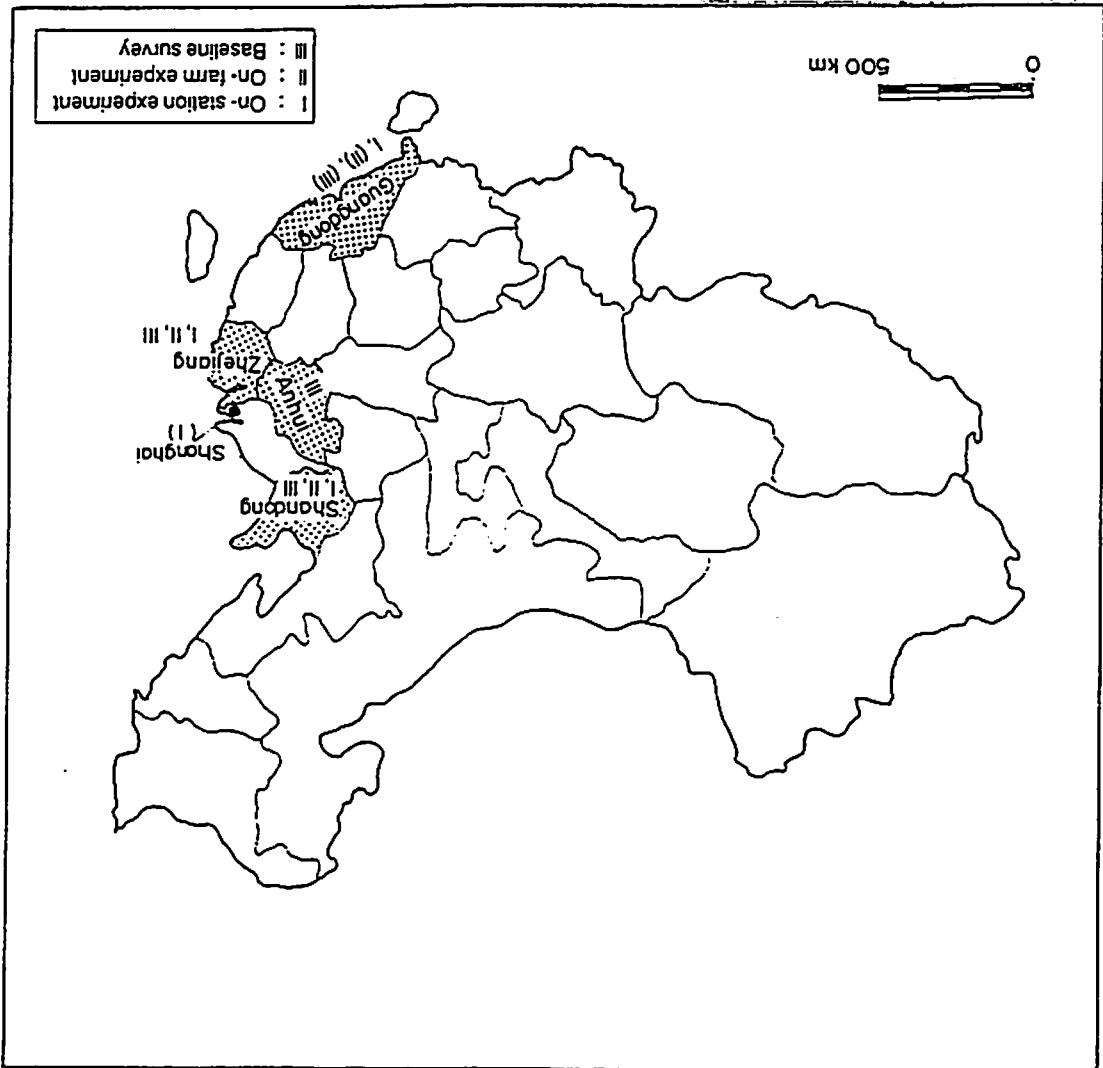 Shandong
I, II, III
Shanghai
( I )
Anhui
III
Zhejiang
I, II, III
Guangdong
I, (II), (III)
0 500 km
I : On-station experiment
II : On-farm experiment
III : Baseline survey